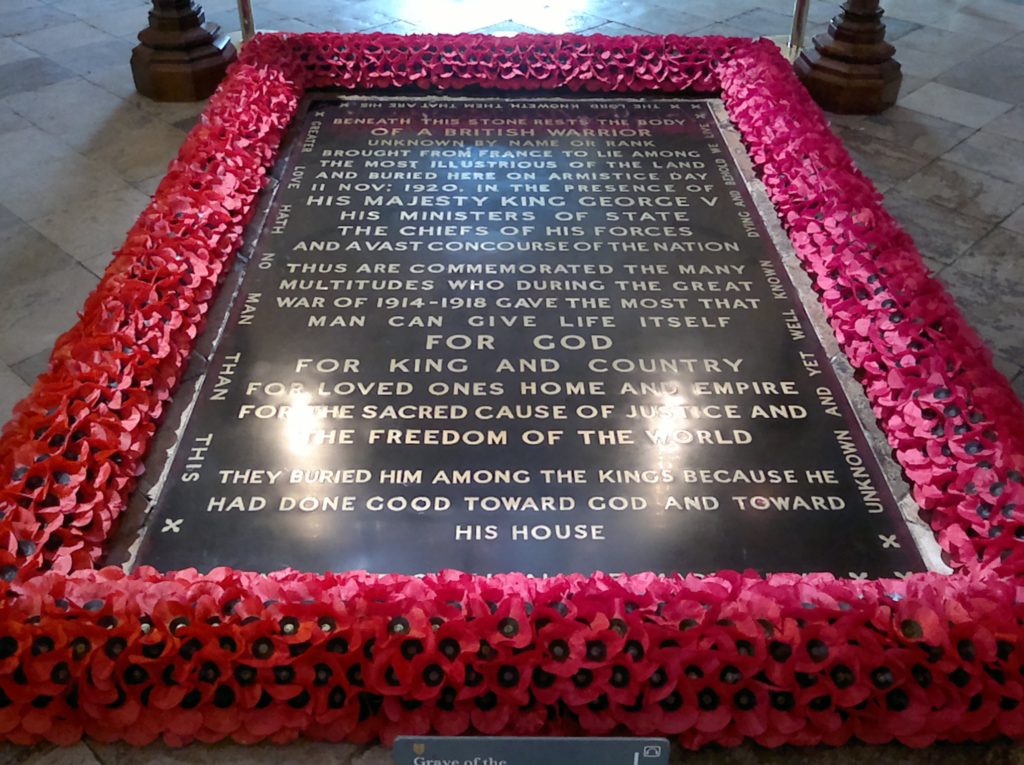 THE LORD KNOWETH THEM THAT ARE HIS
BENEATH THIS STONE RESTS THE BODY
OF A BRITISH WARRIOR
UNKNOWN BY NAME OR RANK
BROUGHT FROM FRANCE TO LIE AMONG
THE MOST ILLUSTRIOUS OF THE LAND
AND BURIED HERE ON ARMISTICE DAY
11 NOV: 1920. IN THE PRESENCE OF
HIS MAJESTY KING GEORGE V
HIS MINISTERS OF STATE
THE CHIEFS OF HIS FORCES
AND A VAST CONCOURSE OF THE NATION
THUS ARE COMMEMORATED THE MANY
MULTITUDES WHO DURING THE GREAT
WAR OF 1914-1918 GAVE THE MOST THAT
MAN CAN GIVE LIFE ITSELF
FOR GOD
FOR KING AND COUNTRY
FOR LOVED ONES HOME AND EMPIRE
FOR THE SACRED CAUSE OF JUSTICE AND
THE FREEDOM OF THE WORLD
THEY BURIED HIM AMONG THE KINGS BECAUSE HE
HAD DONE GOOD TOWARD GOD AND TOWARD
HIS HOUSE
GREATER LOVE HATH NO MAN THAN THIS
UNKNOWN AND YET WELL KNOWN DYING AND BEHOLD WE LIVE
Grave of the